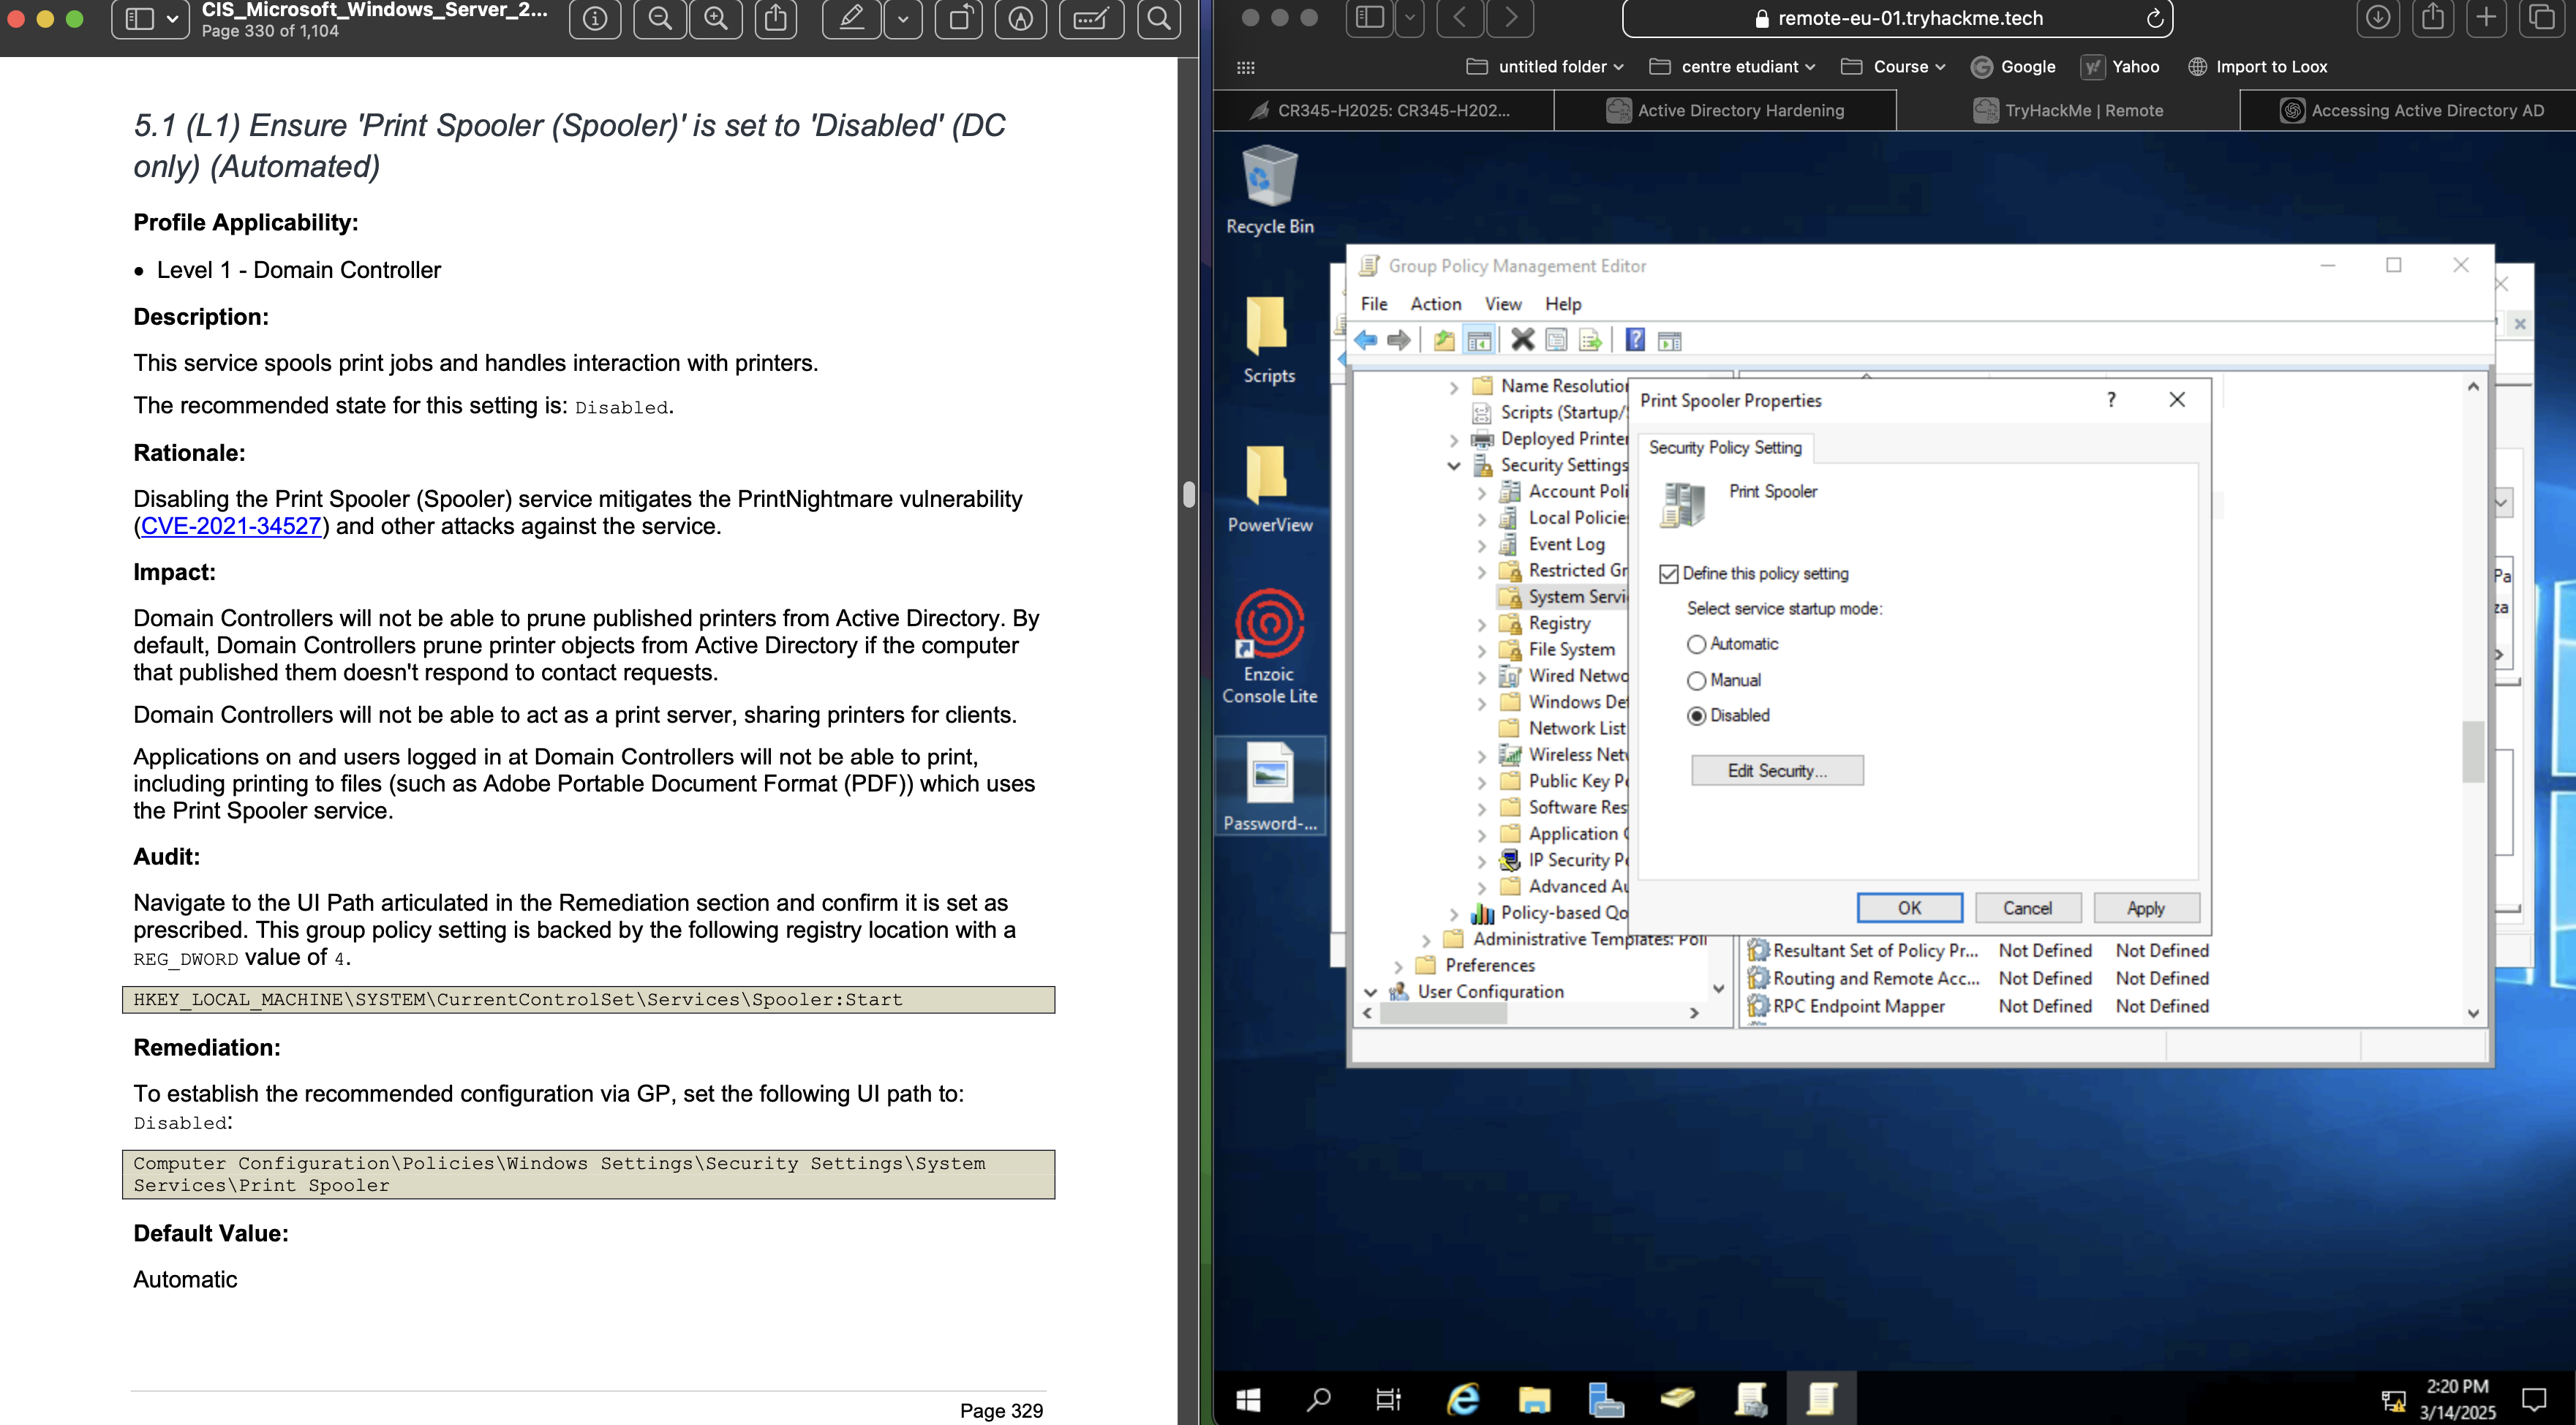 CIS_Microsoft_Windows_Server_2...
Page 330 of 1,104
5.1 (L1) Ensure 'Print Spooler (Spooler)' is set to 'Disabled' (DC
only) (Automated)
Profile Applicability:
• Level 1 - Domain Controller
Description:
This service spools print jobs and handles interaction with printers.
The recommended state for this setting is: Disabled.
Rationale:
Disabling the Print Spooler (Spooler) service mitigates the PrintNightmare vulnerability
(CVE-2021-34527) and other attacks against the service.
Impact:
Domain Controllers will not be able to prune published printers from Active Directory. By
default, Domain Controllers prune printer objects from Active Directory if the computer
that published them doesn't respond to contact requests.
Domain Controllers will not be able to act as a print server, sharing printers for clients.
Applications on and users logged in at Domain Controllers will not be able to print,
including printing to files (such as Adobe Portable Document Format (PDF)) which uses
the Print Spooler service.
Audit:
Navigate to the UI Path articulated in the Remediation section and confirm it is set as
prescribed. This group policy setting is backed by the following registry location with a
REG_DWORD value of 4.
HKEY_LOCAL_MACHINE\SYSTEM\CurrentControlSet\Services\Spooler:Start
Remediation:
To establish the recommended configuration via GP, set the following UI path to:
Disabled:
Computer Configuration\Policies\Windows Settings\Security Settings\System
Services\Print Spooler
Default Value:
Automatic
Page 329
remote-eu-01.tryhackme.tech
untitled folder
centre etudiant
Course
Google
Yahoo
Import to Loox
CR345-H2025: CR345-H202...
Active Directory Hardening
TryHackMe | Remote
Accessing Active Directory AD
Recycle Bin
Scripts
PowerView
Enzoic
Console Lite
Password-...
Group Policy Management Editor
File Action View Help
Name Resolution
Scripts (Startup/S
Deployed Printer
Security Settings
Account Poli
Local Policies
Event Log
Restricted Gr
System Servi
Registry
File System
Wired Netwo
Windows Def
Network List
Wireless Netw
Public Key Po
Software Res
Application C
IP Security Po
Advanced Au
Policy-based Qo
Administrative Templates: Poli
Preferences
User Configuration
Print Spooler Properties
Security Policy Setting
Print Spooler
Define this policy setting
Select service startup mode:
Automatic
Manual
Disabled
Edit Security...
OK
Cancel
Apply
Resultant Set of Policy Pr... Not Defined Not Defined
Routing and Remote Acc... Not Defined Not Defined
RPC Endpoint Mapper Not Defined Not Defined
Pa
za
2:20 PM
3/14/2025